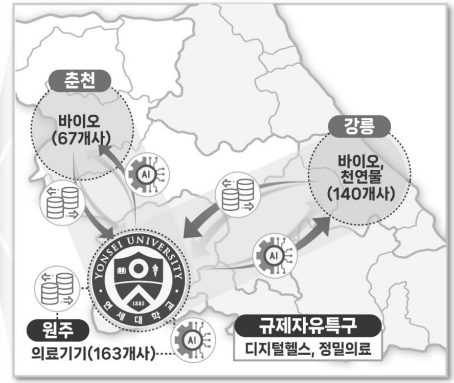 춘천
바이오
(67개사)
AI
강릉
바이오,
천연물
(140개사)
YONSEI UNIVERSITY
1885
연세대학교
AI
원주
의료기기(163개사)
AI
규제자유특구
디지털헬스, 정밀의료